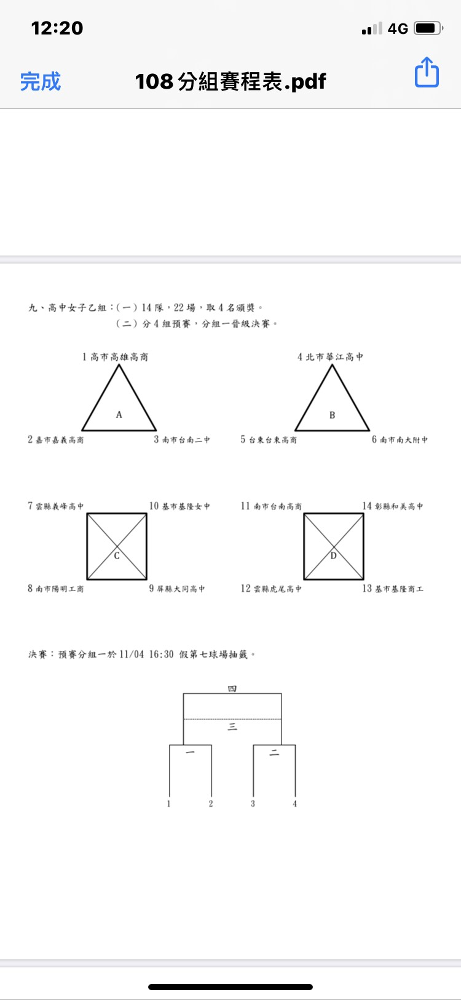 12:20
4G
完成
108 分組賽程表.pdf
九、高中女子乙組：(一) 14 隊，22 場，取 4 名頒獎。
(二) 分 4 組預賽，分組一晉級決賽。
1 高市高雄高商
4 北市華江高中
A
B
2 嘉市嘉義高商
3 南市台南二中
5 台東台東高商
6 南市南大附中
7 雲縣義峰高中
10 基市基隆女中
11 南市台南高商
14 彰縣和美高中
C
D
8 南市陽明工商
9 屏縣大同高中
12 雲縣虎尾高中
13 基市基隆商工
決賽：預賽分組一於 11/04 16:30 假第七球場抽籤。
四
三
一
二
1
2
3
4